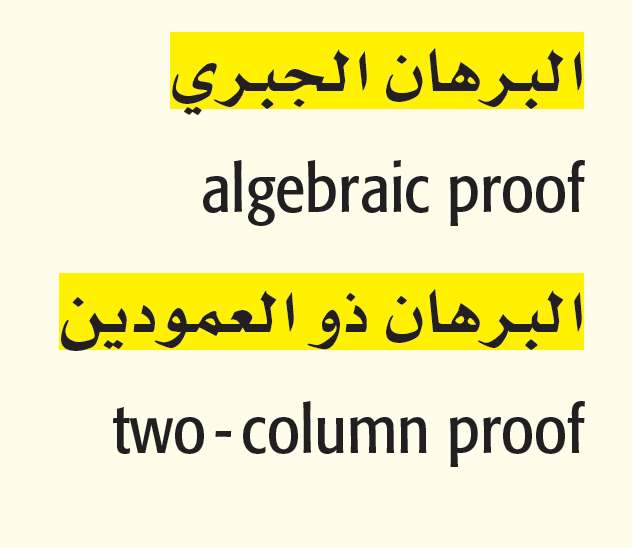 البرهان الجبري
algebraic proof
البرهان ذو العمودين
two-column proof